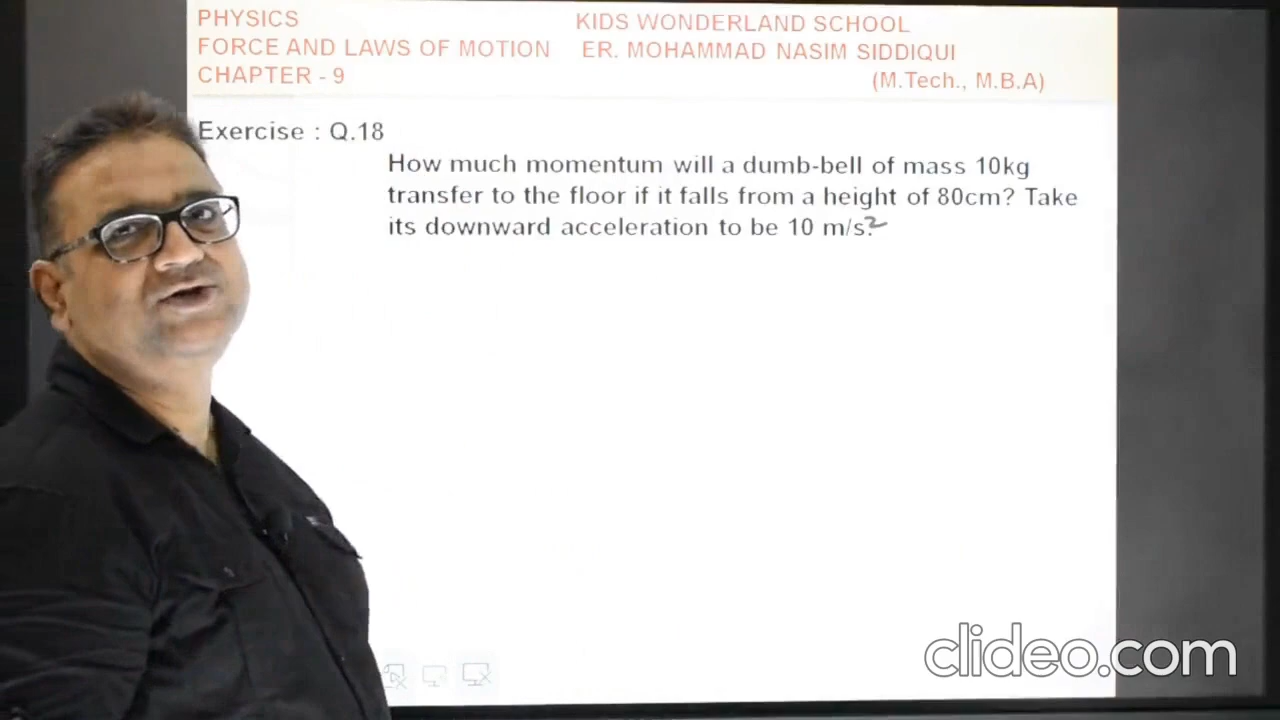 PHYSICS KIDS WONDERLAND SCHOOL
FORCE AND LAWS OF MOTION ER. MOHAMMAD NASIM SIDDIQUI
CHAPTER - 9 (M.Tech., M.B.A)
Exercise : Q.18
How much momentum will a dumb-bell of mass 10kg
transfer to the floor if it falls from a height of 80cm? Take
its downward acceleration to be 10 m/s.²
clideo.com